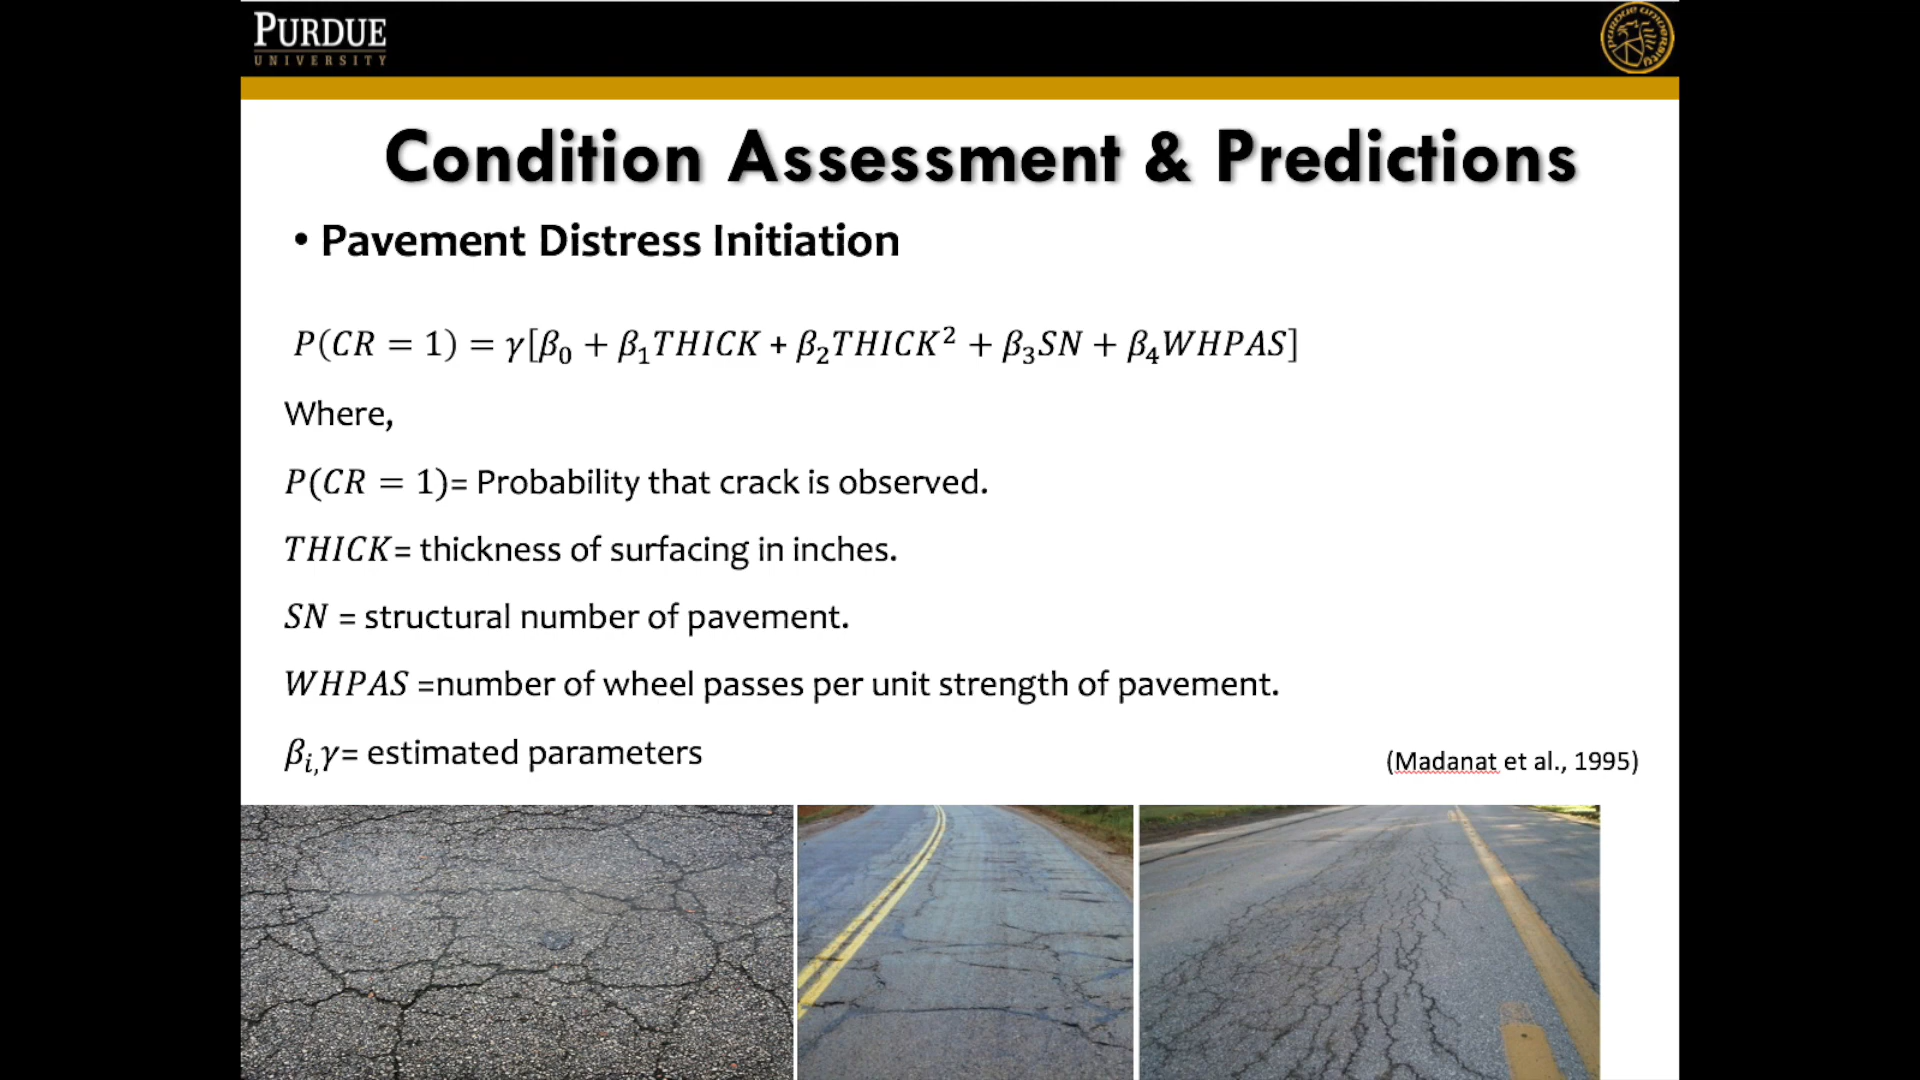 PURDUE
UNIVERSITY
Condition Assessment & Predictions
• Pavement Distress Initiation
P(CR = 1) = γ[β₀ + β₁THICK + β₂THICK² + β₃SN + β₄WHPAS]
Where,
P(CR = 1)= Probability that crack is observed.
THICK= thickness of surfacing in inches.
SN = structural number of pavement.
WHPAS =number of wheel passes per unit strength of pavement.
βᵢ,γ= estimated parameters
(Madanat et al., 1995)